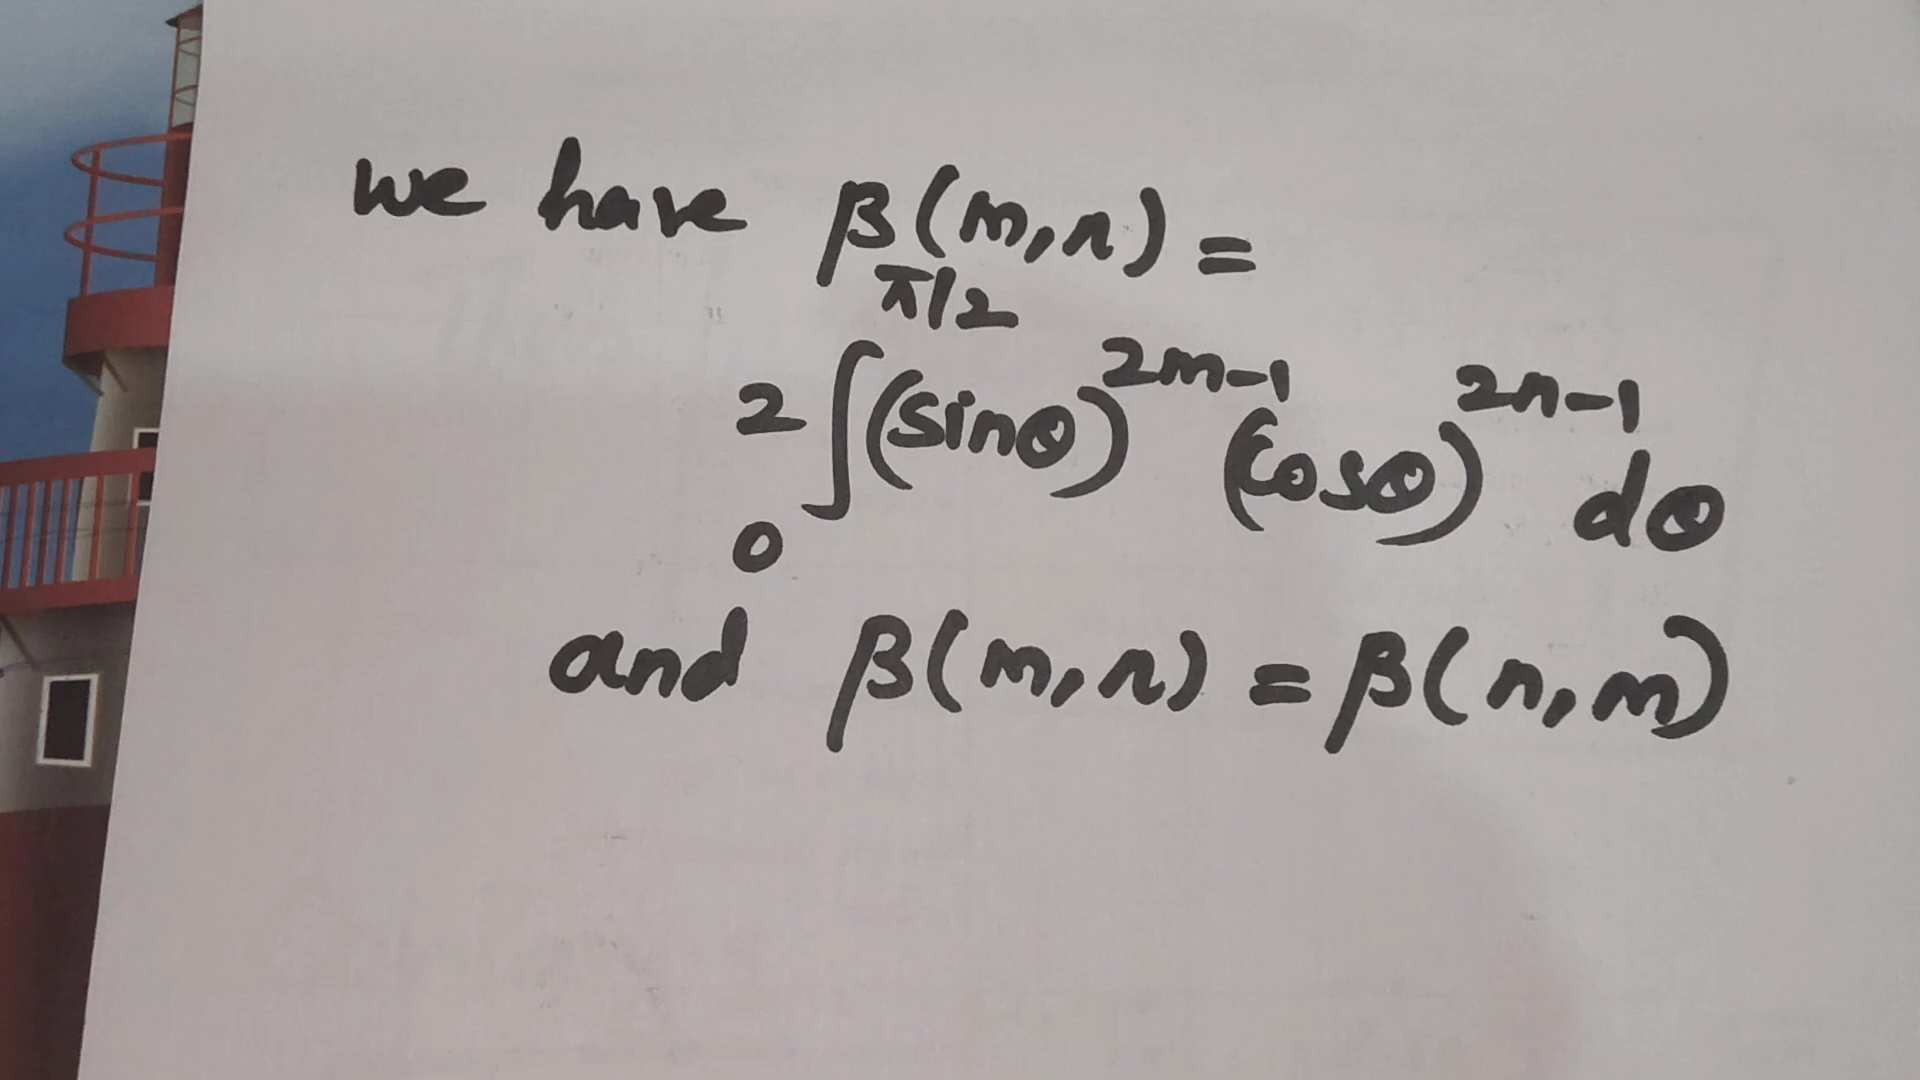 we have β(m,n) =
2 ∫₀^{π/2} (sinθ)^{2m-1} (cosθ)^{2n-1} dθ
and β(m,n) = β(n,m)